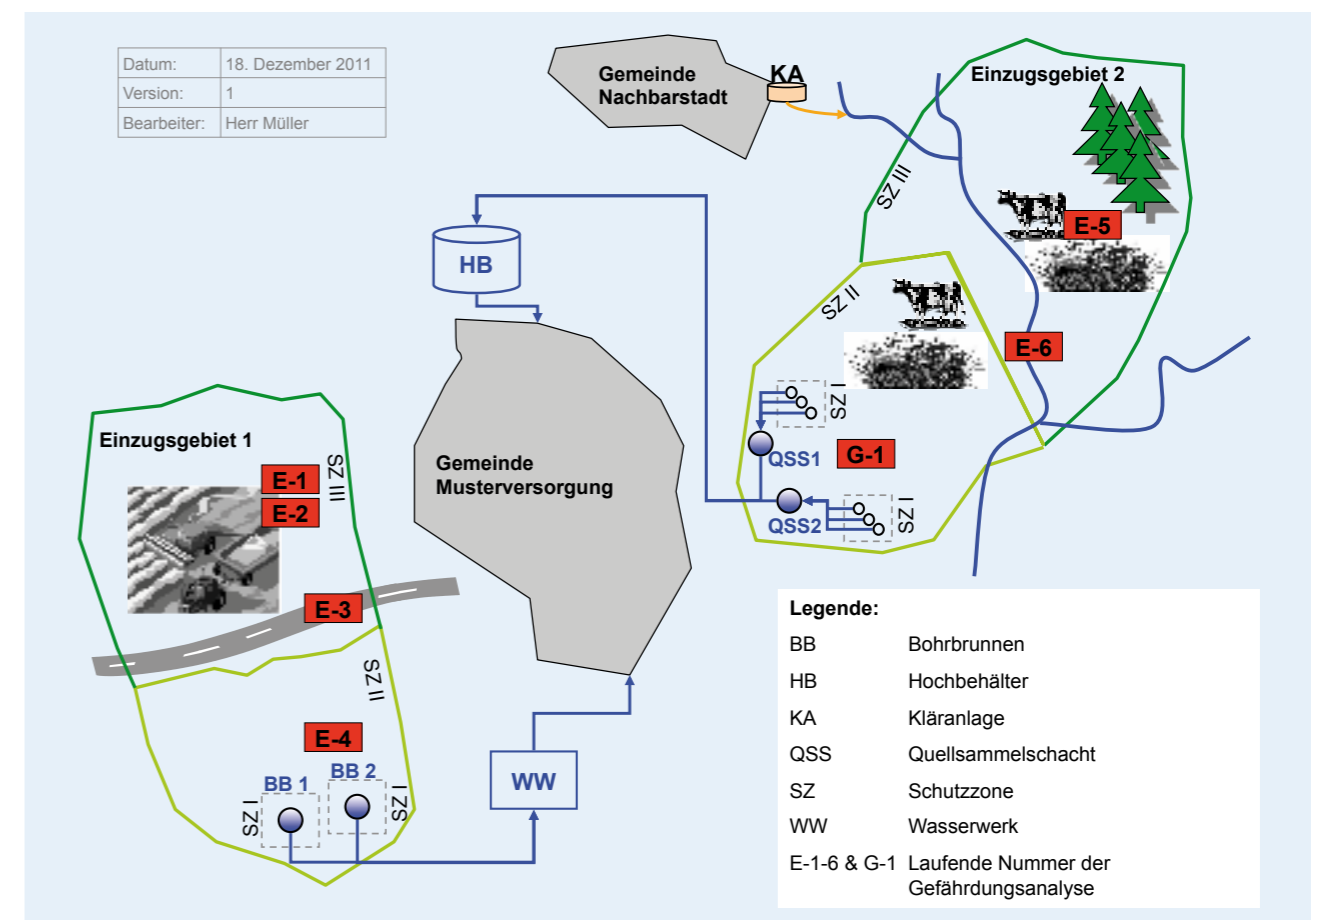 Datum: 18. Dezember 2011
Version: 1
Bearbeiter: Herr Müller
Gemeinde
Nachbarstadt
KA
Einzugsgebiet 2
SZ III
E-5
HB
SZ II
E-6
SZ I
QSS1
G-1
QSS2
SZ I
Gemeinde
Musterversorgung
Einzugsgebiet 1
SZ III
E-1
E-2
E-3
SZ II
E-4
BB 1
BB 2
SZ I
SZ I
WW
Legende:
BB Bohrbrunnen
HB Hochbehälter
KA Kläranlage
QSS Quellsammelschacht
SZ Schutzzone
WW Wasserwerk
E-1-6 & G-1 Laufende Nummer der
Gefährdungsanalyse